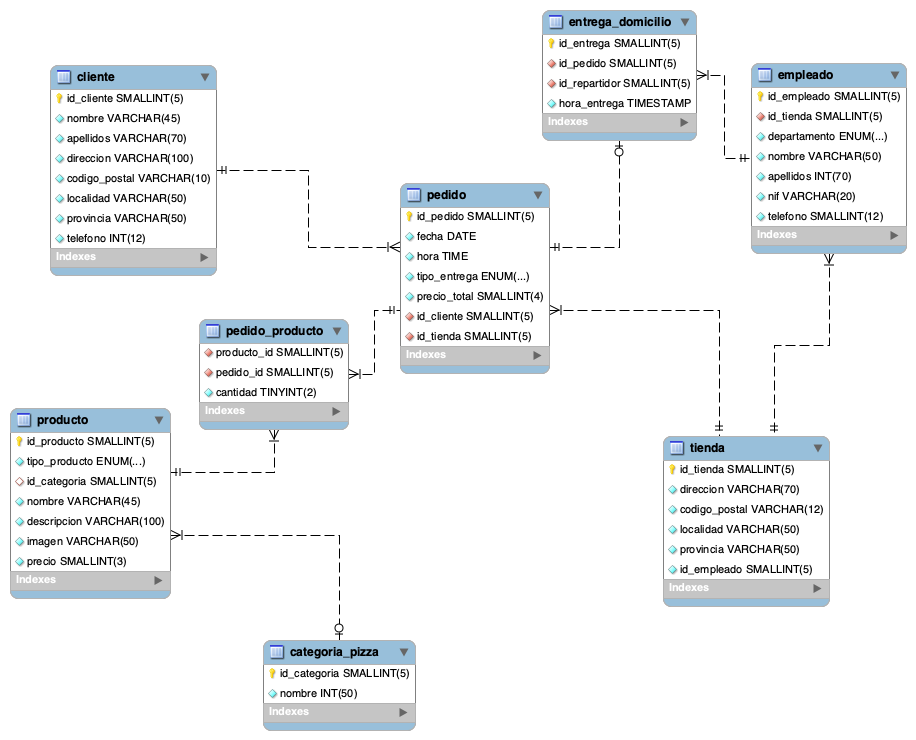 entrega_domicilio
id_entrega SMALLINT(5)
id_pedido SMALLINT(5)
id_repartidor SMALLINT(5)
hora_entrega TIMESTAMP
Indexes
cliente
id_cliente SMALLINT(5)
nombre VARCHAR(45)
apellidos VARCHAR(70)
direccion VARCHAR(100)
codigo_postal VARCHAR(10)
localidad VARCHAR(50)
provincia VARCHAR(50)
telefono INT(12)
Indexes
empleado
id_empleado SMALLINT(5)
id_tienda SMALLINT(5)
departamento ENUM(...)
nombre VARCHAR(50)
apellidos INT(70)
nif VARCHAR(20)
telefono SMALLINT(12)
Indexes
pedido
id_pedido SMALLINT(5)
fecha DATE
hora TIME
tipo_entrega ENUM(...)
precio_total SMALLINT(4)
id_cliente SMALLINT(5)
id_tienda SMALLINT(5)
Indexes
pedido_producto
producto_id SMALLINT(5)
pedido_id SMALLINT(5)
cantidad TINYINT(2)
Indexes
producto
id_producto SMALLINT(5)
tipo_producto ENUM(...)
id_categoria SMALLINT(5)
nombre VARCHAR(45)
descripcion VARCHAR(100)
imagen VARCHAR(50)
precio SMALLINT(3)
Indexes
tienda
id_tienda SMALLINT(5)
direccion VARCHAR(70)
codigo_postal VARCHAR(12)
localidad VARCHAR(50)
provincia VARCHAR(50)
id_empleado SMALLINT(5)
Indexes
categoria_pizza
id_categoria SMALLINT(5)
nombre INT(50)
Indexes